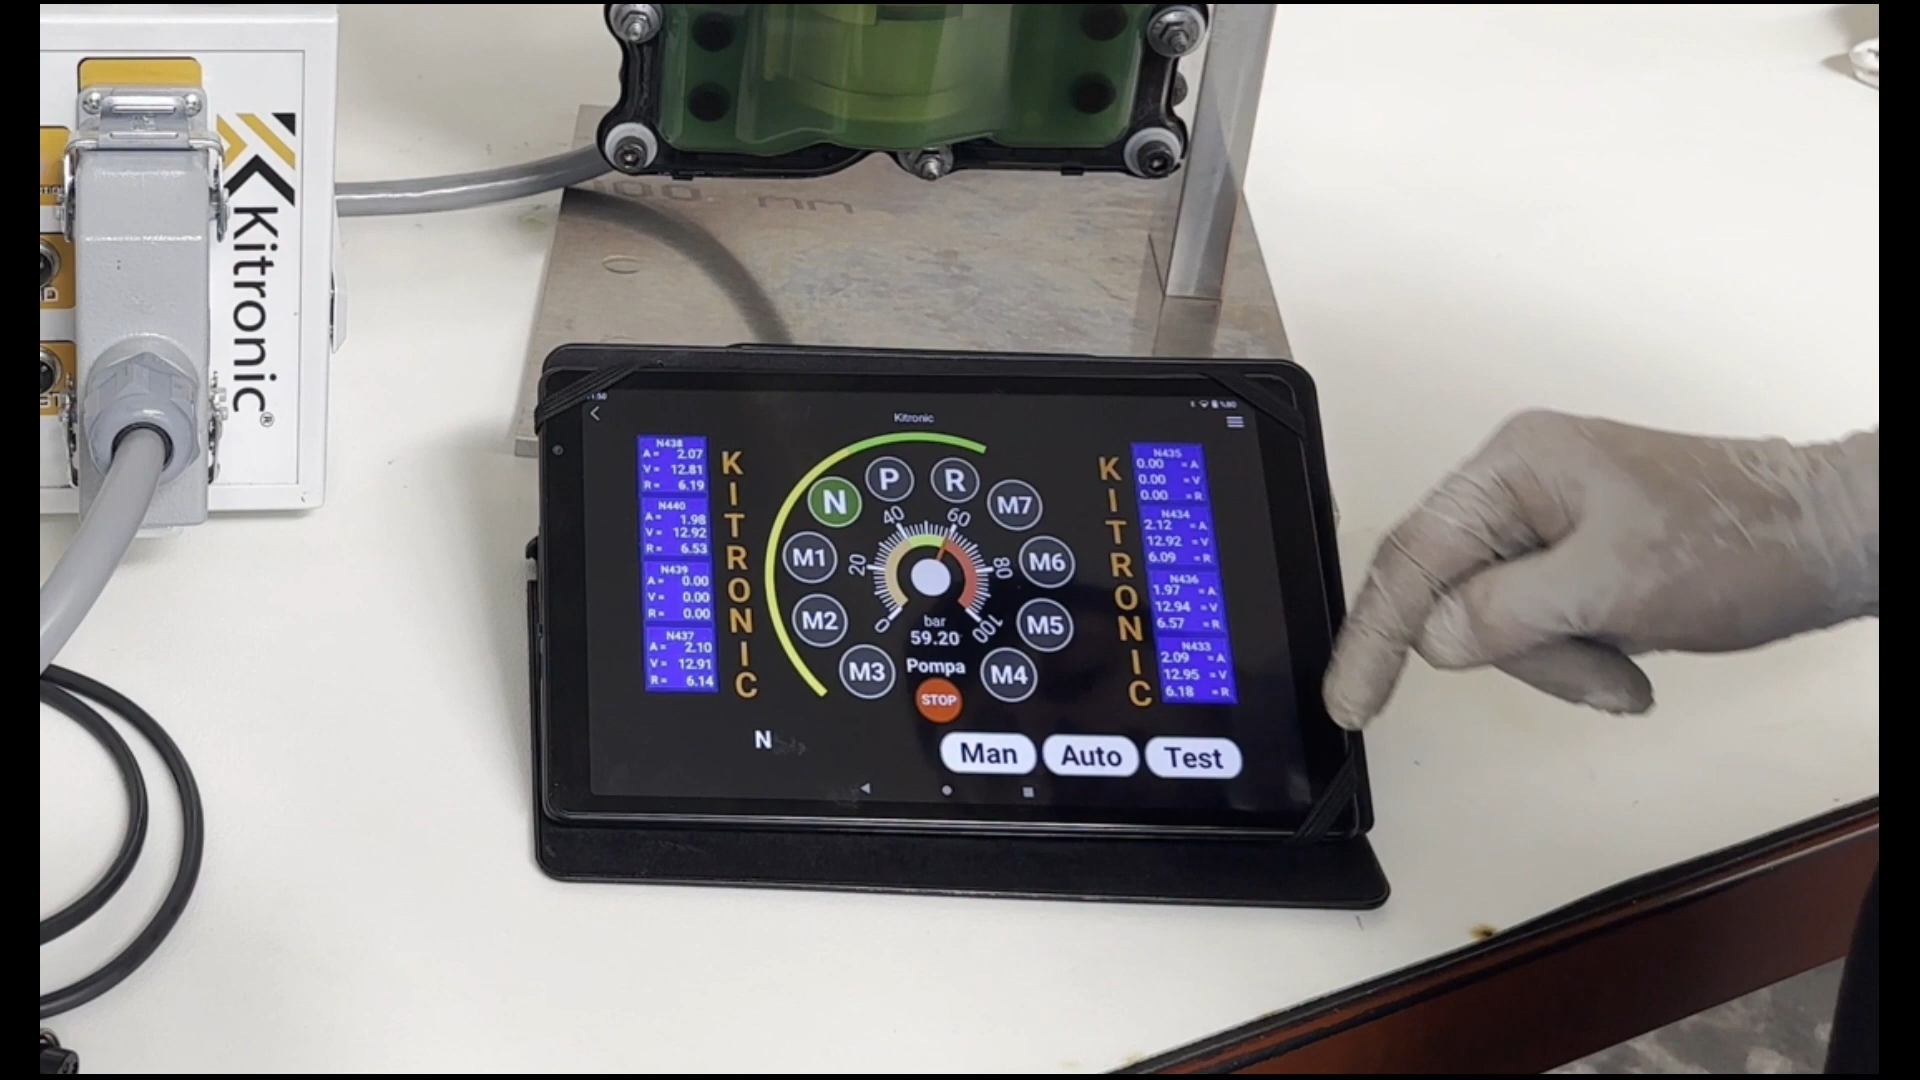 Kitronic®
11:50
%80
Kitronic
N438
A= 2.07
V= 12.81
R= 6.19
N440
A= 1.98
V= 12.92
R= 6.53
N439
A= 0.00
V= 0.00
R= 0.00
N437
A= 2.10
V= 12.91
R= 6.14
KITRONIC
N
P
R
M1
M2
M3
M7
M6
M5
M4
0
20
40
60
80
100
bar
59.20
Pompa
STOP
KITRONIC
N435
0.00 =A
0.00 =V
0.00 =R
N434
2.12 =A
12.92 =V
6.09 =R
N436
1.97 =A
12.94 =V
6.57 =R
N433
2.09 =A
12.95 =V
6.18 =R
N
Man
Auto
Test